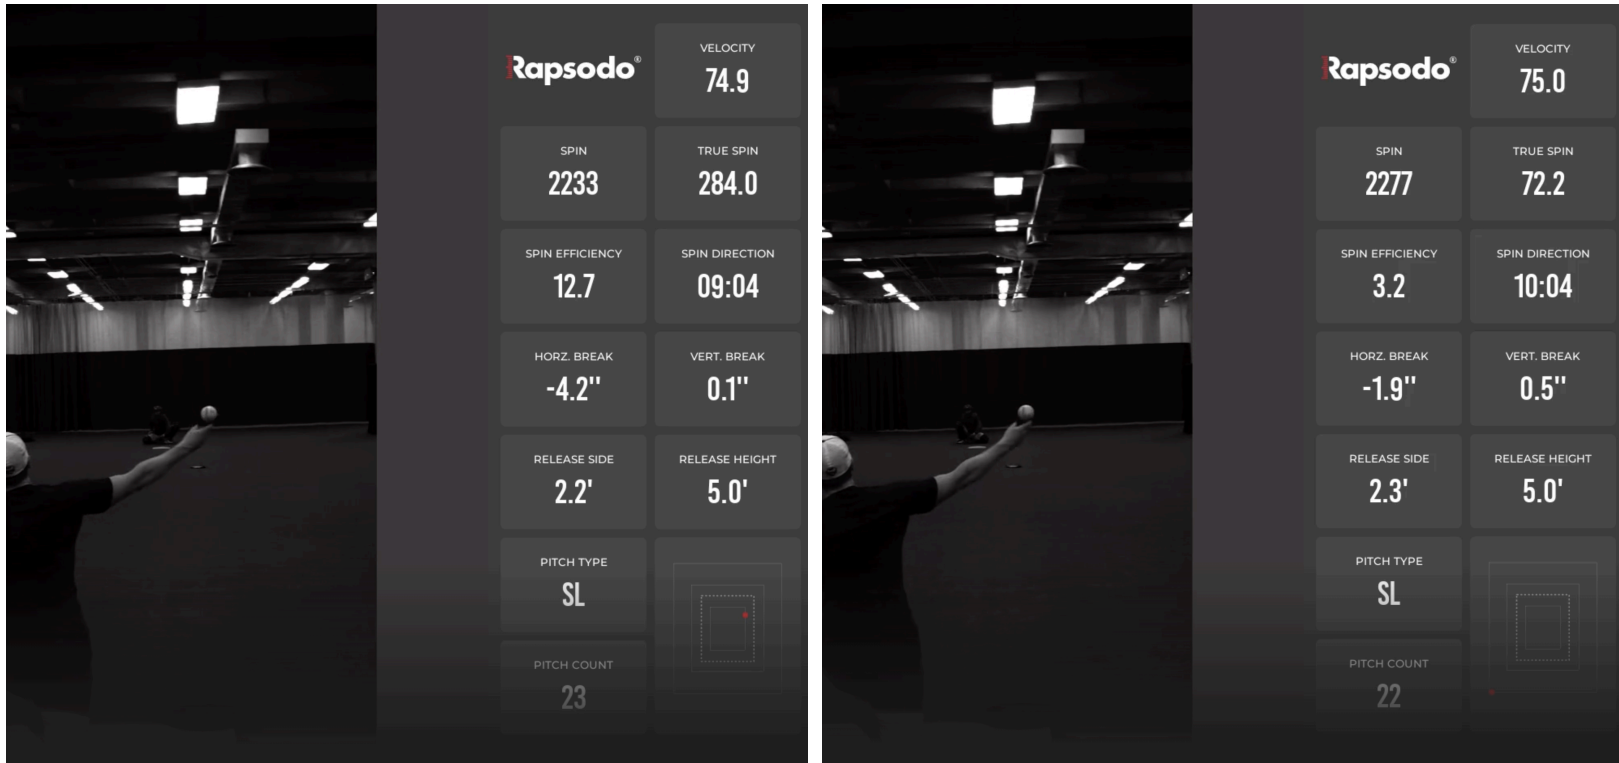 Rapsodo®
VELOCITY
74.9
SPIN
2233
TRUE SPIN
284.0
SPIN EFFICIENCY
12.7
SPIN DIRECTION
09:04
HORZ. BREAK
-4.2"
VERT. BREAK
0.1"
RELEASE SIDE
2.2'
RELEASE HEIGHT
5.0'
PITCH TYPE
SL
PITCH COUNT
23
Rapsodo®
VELOCITY
75.0
SPIN
2277
TRUE SPIN
72.2
SPIN EFFICIENCY
3.2
SPIN DIRECTION
10:04
HORZ. BREAK
-1.9"
VERT. BREAK
0.5"
RELEASE SIDE
2.3'
RELEASE HEIGHT
5.0'
PITCH TYPE
SL
PITCH COUNT
22